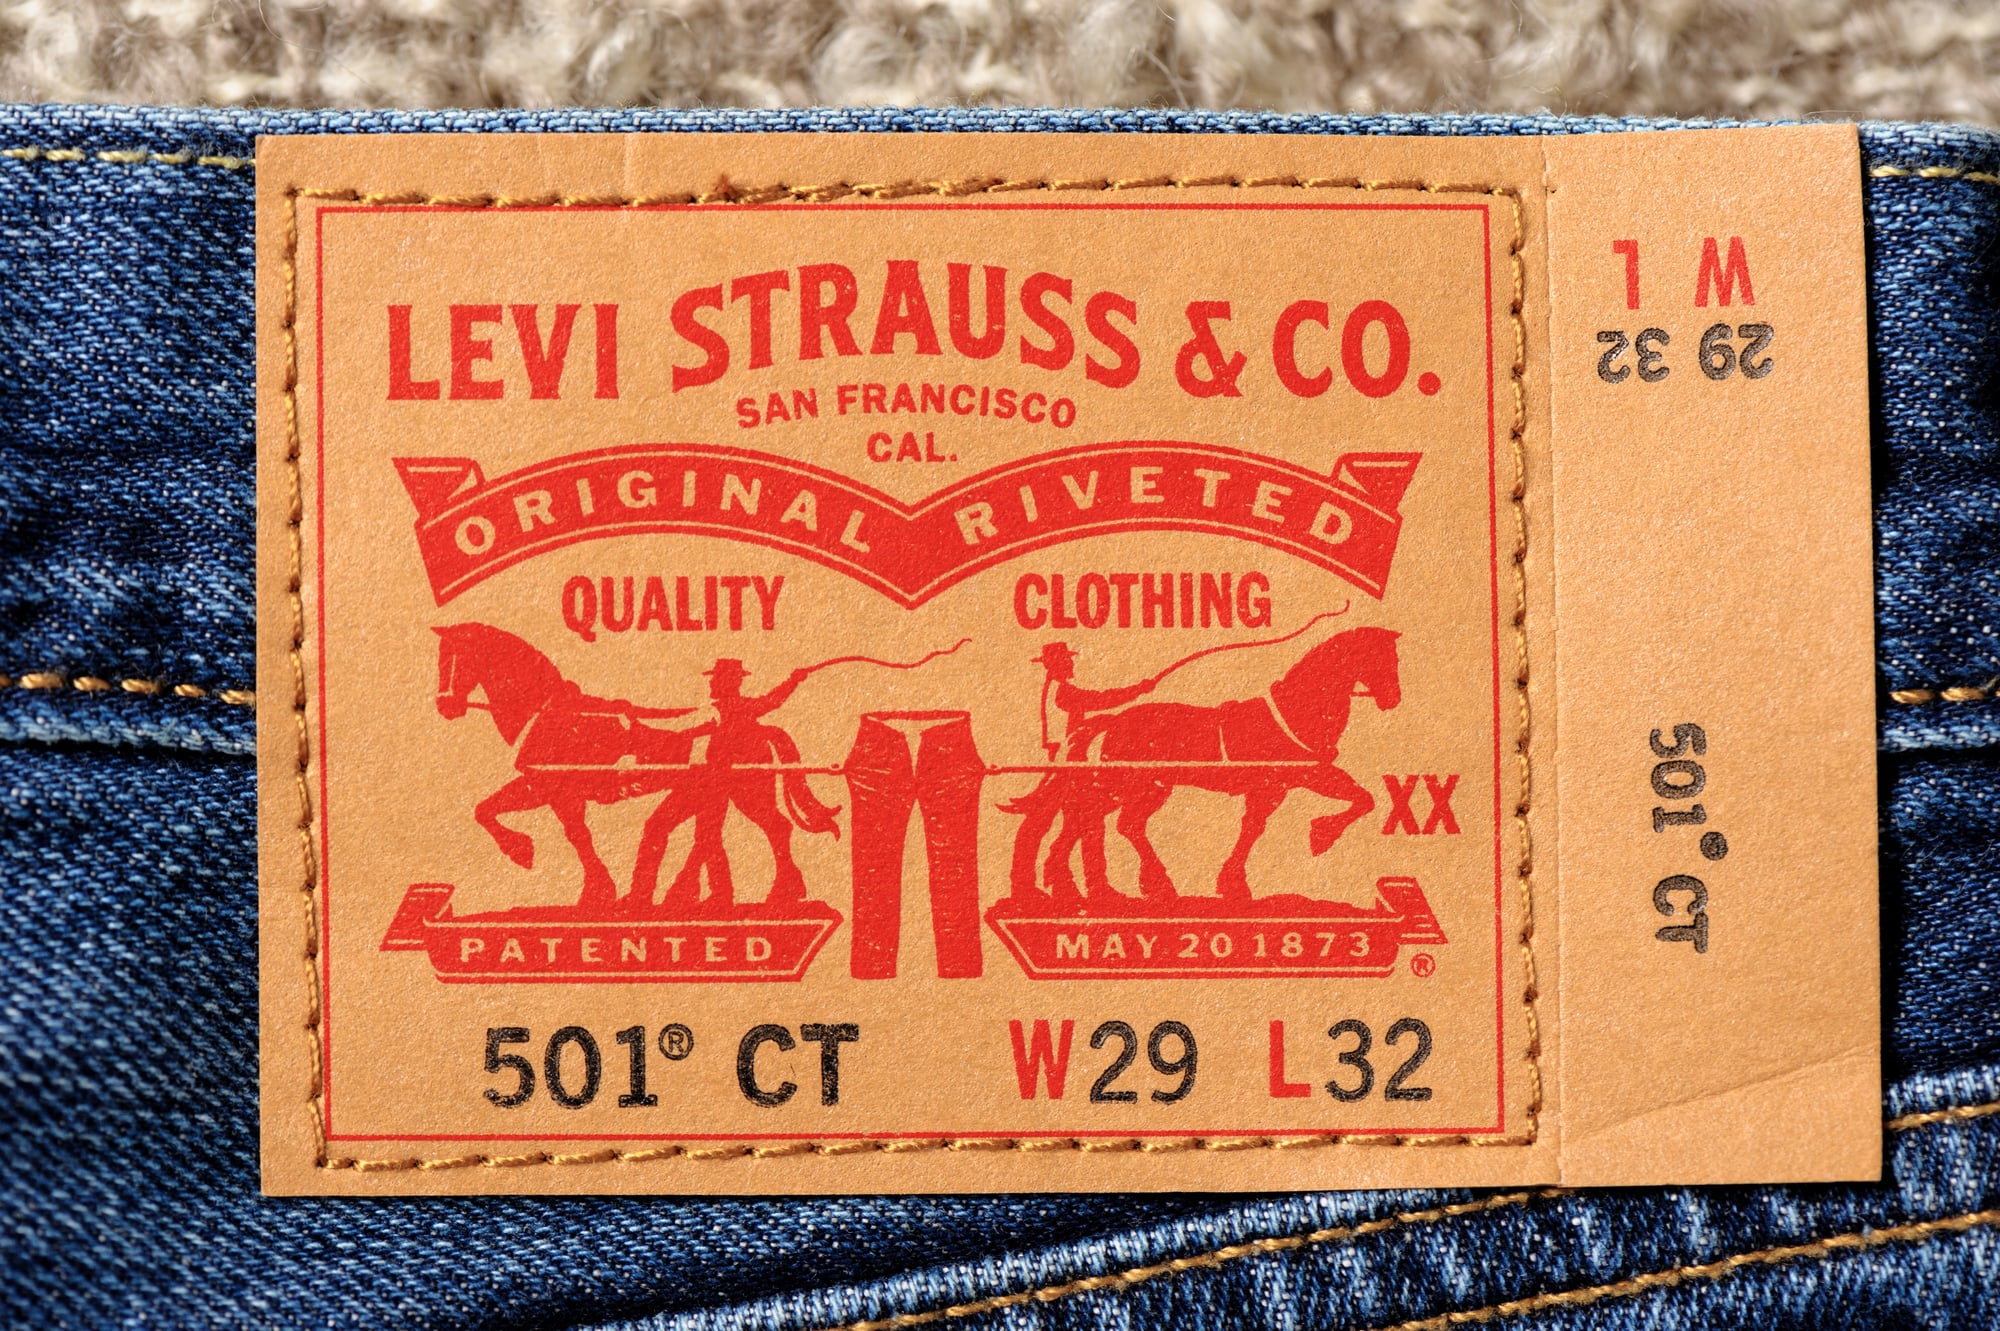 LEVI STRAUSS & CO.
SAN FRANCISCO
CAL.
ORIGINAL RIVETED
QUALITY CLOTHING
XX
PATENTED MAY 20 1873 ®
501® CT W29 L32
W L
29 32
501® CT